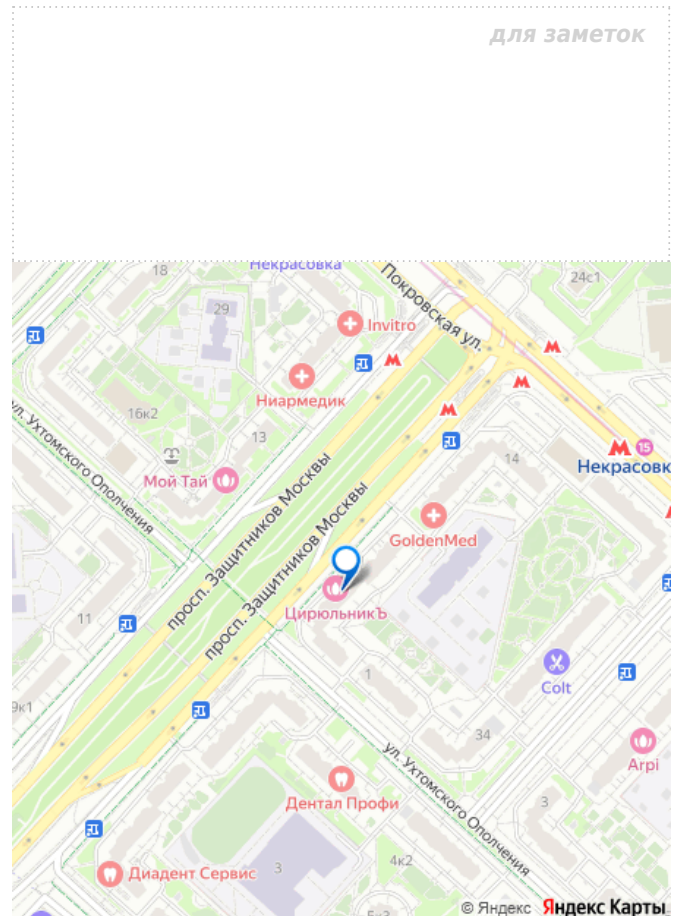 для заметок
Некрасовка
18
24с1
Покровская ул.
29
Invitro
Ниармедик
16к2
ул. Ухтомского Ополчения
13
Мой Тай
просп. Защитников Москвы
просп. Защитников Москвы
14
15
Некрасовк
GoldenMed
ЦирюльникЪ
11
1
Colt
9к1
34
ул. Ухтомского Ополчения
Arpi
Дентал Профи
3
4к2
Диадент Сервис
3
© Яндекс Яндекс Карты